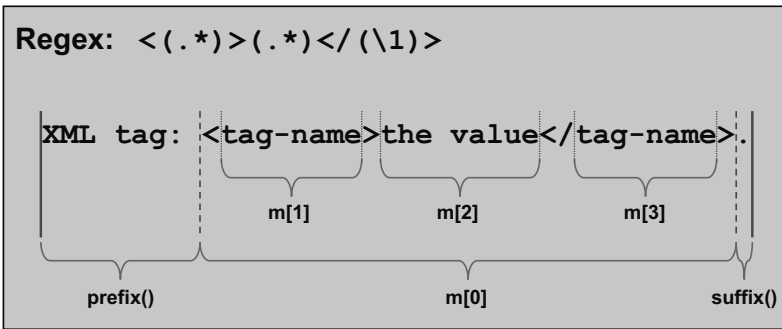 Regex: <(.*)>(.*)</(\1)>
XML tag: <tag-name>the value</tag-name>.
m[1] m[2] m[3]
prefix() m[0] suffix()